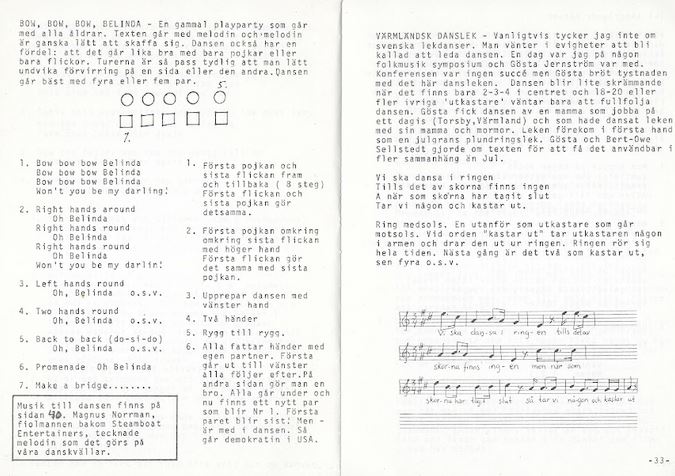 BOW, BOW, BOW, BELINDA - En gammal playparty som går
med alla åldrar. Texten går med melodin och melodin
är ganska lätt att skaffa sig. Dansen också har en
fördel: att det går lika bra med bara pojkar eller
bara flickor. Turerna är så pass tydlig att man lätt
undvika förvirring på en sida eller den andra. Dansen
går bäst med fyra eller fem par.
5.
1.
1. Bow bow bow Belinda
Bow bow bow Belinda
Bow bow bow Belinda
Won't you be my darling!
2. Right hands around
Oh Belinda
Right hands round
Oh Belinda
Right hands round
Oh Belinda
Won't you be my darlin!
3. Left hands round
Oh, Belinda o.s.v.
4. Two hands round
Oh, Belinda o.s.v.
5. Back to back (do-si-do)
Oh, Belinda o.s.v.
6. Promenade Oh Belinda
7. Make a bridge........
Musik till dansen finns på
sidan 40. Magnus Norrman,
fiolmannen bakom Steamboat
Entertainers, tecknade
melodin som det görs på
våra danskvällar.
1. Första pojkan och
sista flickan fram
och tillbaka ( 8 steg)
Första flickan och
sista pojkan gör
detsamma.
2. Första pojkan omkring
omkring sista flickan
med höger hand
Första flickan gör
det samma med sista
pojkan.
3. Upprepar dansen med
vänster hand
4. Två händer
5. Rygg till rygg.
6. Alla fattar händer med
egen partner. Första
går ut till vänster
alla följer efter. På
andra sidan gör man en
bro. Alla går under och
nu finns ett nytt par
som blir Nr 1. Första
paret blir sist! Men -
är med i dansen. Så
går demokratin i USA.
VÄRMLÄNDSK DANSLEK - Vanligtvis tycker jag inte om
svenska lekdanser. Man vänter i evigheter att bli
kallad att leda dansen. En dag var jag på någon
folkmusik symposium och Gösta Jernström var med.
Konferensen var ingen succé men Gösta bröt tystnaden
med det här dansleken. Dansen blir lite skrämmande
när det finns bara 2-3-4 i centret och 18-20 eller
fler ivriga 'utkastare' väntar bara att fullfolja
dansen. Gösta fick dansen av en mamma som jobba på
ett dagis (Torsby,Värmland) och som hade dansat leken
med sin mamma och mormor. Leken förekom i första hand
som en julgrans plundringslek. Gösta och Bert-Owe
Sellstedt gjorde om texten för att få det användbar i
fler sammanhäng än Jul.
Vi ska dansa i ringen
Tills det av skorna finns ingen
A när som skorna har tagit slut
Tar vi någon och kastar ut.
Ring medsols. En utanför som utkastare som går
motsols. Vid orden "kastar ut" tar utkastaren någon
i armen och drar den ut ur ringen. Ringen rör sig
hela tiden. Nästa gång är det två som kastar ut,
sen fyra o.s.v.
Vi ska dan-sa i ring-en tills det av
skor-na finns ing-en men när som
skor-na har tagit slut så tar vi någon och kastar ut
-33-